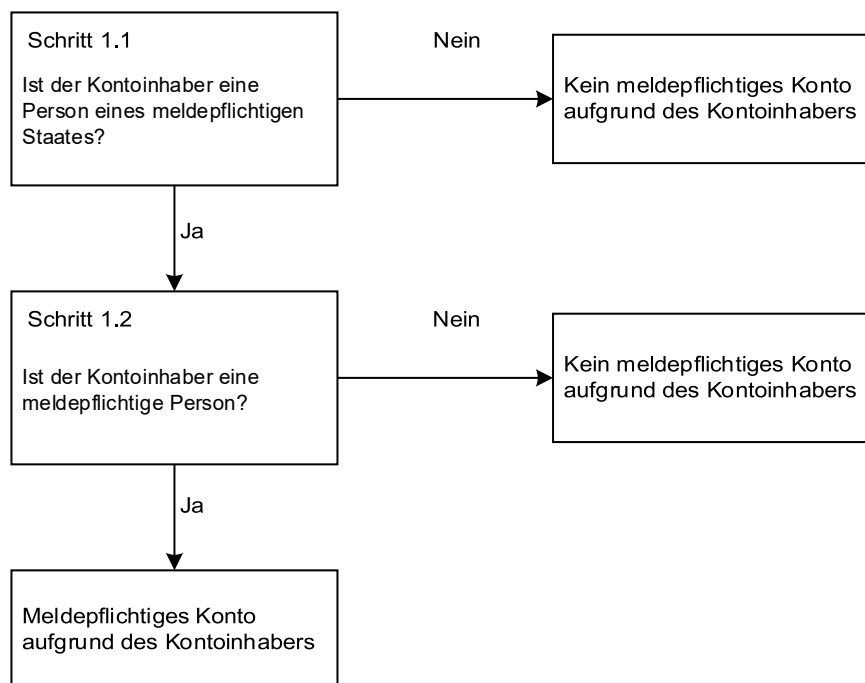 Schritt 1.1
Ist der Kontoinhaber eine
Person eines meldepflichtigen
Staates?
Nein
Kein meldepflichtiges Konto
aufgrund des Kontoinhabers
Ja
Schritt 1.2
Ist der Kontoinhaber eine
meldepflichtige Person?
Nein
Kein meldepflichtiges Konto
aufgrund des Kontoinhabers
Ja
Meldepflichtiges Konto
aufgrund des Kontoinhabers